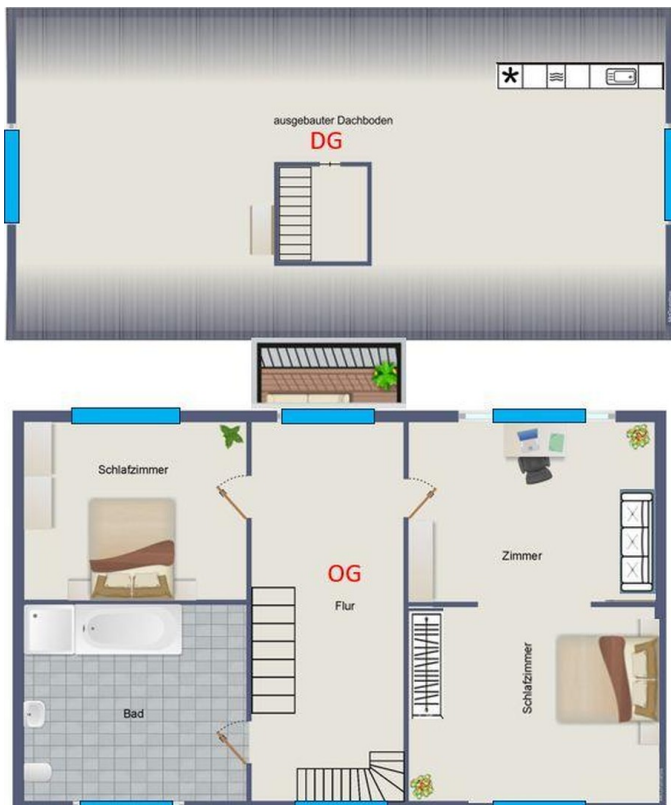 ausgebauter Dachboden
DG
Schlafzimmer
Zimmer
OG
Flur
Bad
Schlafzimmer